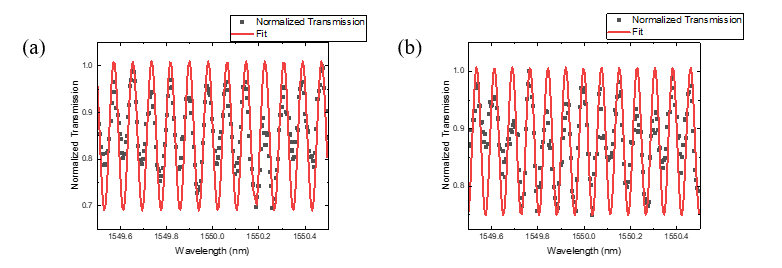 (a)
Normalized Transmission
Fit
Normalized Transmission
1.0
0.9
0.8
0.7
1549.6
1549.8
1550.0
1550.2
1550.4
Wavelength (nm)
(b)
Normalized Transmission
Fit
Normalized Transmission
1.0
0.9
0.8
1549.6
1549.8
1550.0
1550.2
1550.4
Wavelength (nm)